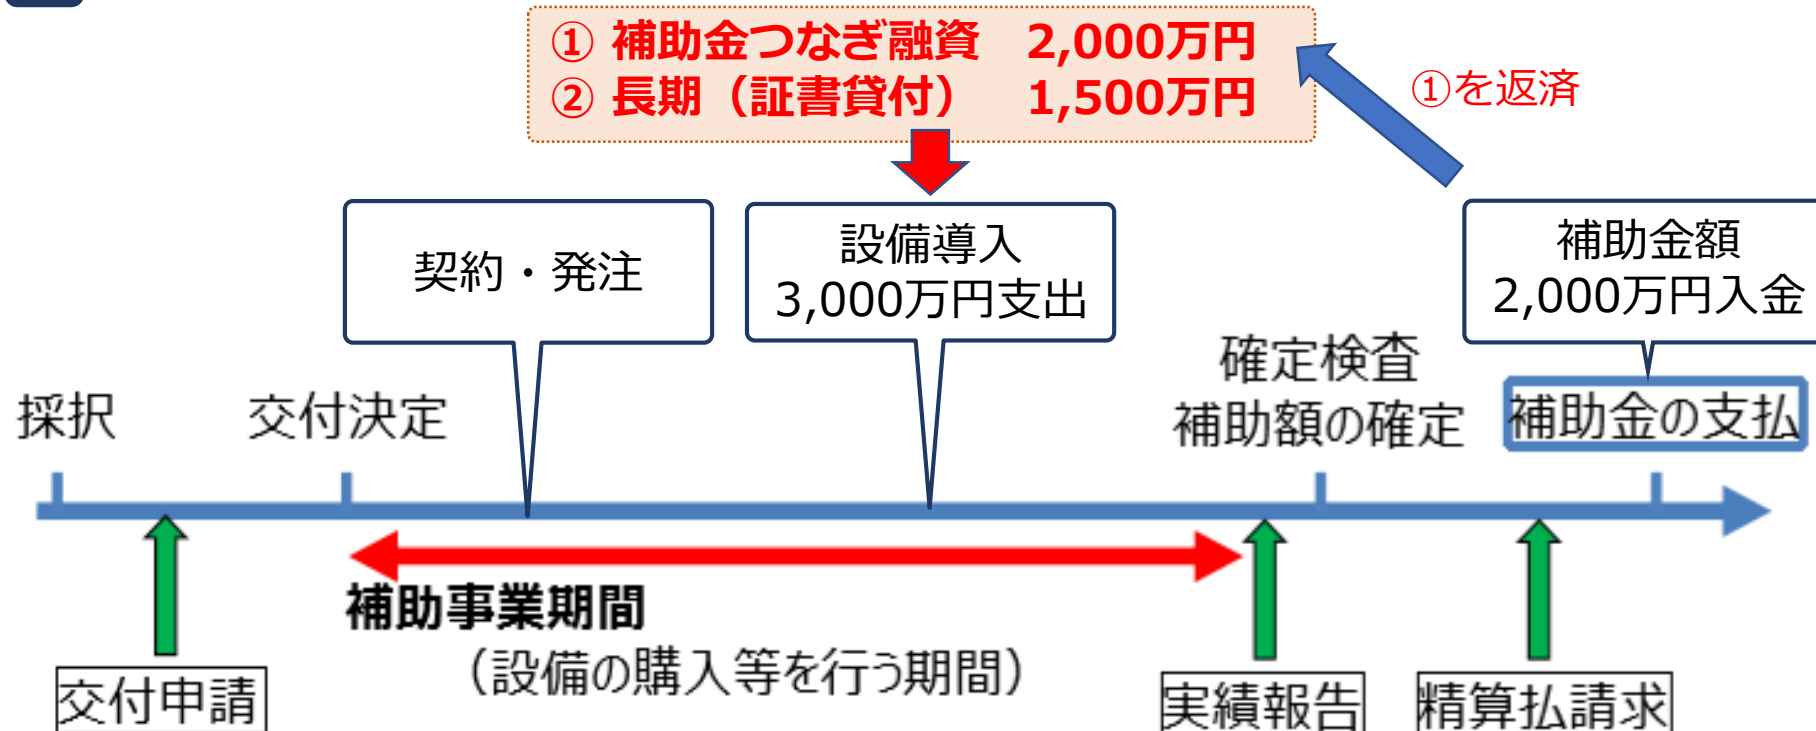 ① 補助金つなぎ融資　2,000万円
② 長期（証書貸付）　1,500万円
①を返済
契約・発注
設備導入
3,000万円支出
補助金額
2,000万円入金
採択
交付決定
確定検査
補助額の確定
補助金の支払
補助事業期間
（設備の購入等を行う期間）
交付申請
実績報告
精算払請求